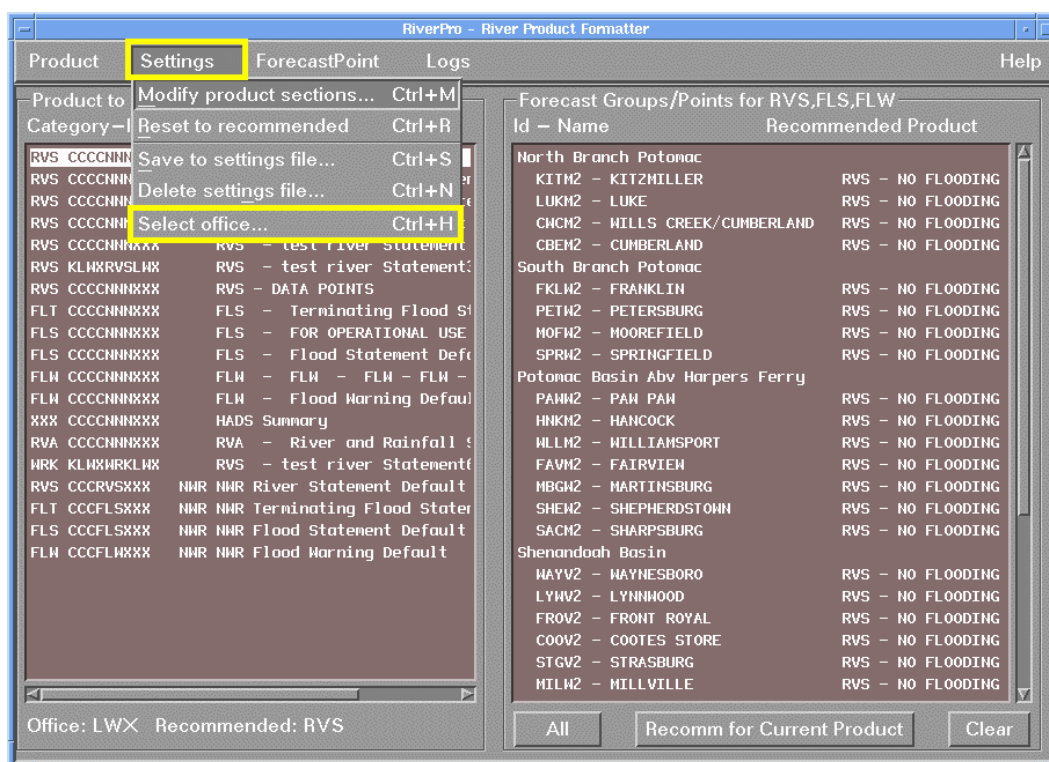 RiverPro - River Product Formatter
Product Settings ForecastPoint Logs Help
Product to
Category-I
Modify product sections... Ctrl+M
Reset to recommended Ctrl+R
Save to settings file... Ctrl+S
Delete settings file... Ctrl+N
Select office... Ctrl+H
RVS CCCCNNN
RVS CCCCNNN
RVS CCCCNNN
RVS CCCCNNN
RVS CCCCNNNXXX RVS - test river Statement
RVS KLWXRVSLWX RVS - test river Statement3
RVS CCCCNNNXXX RVS - DATA POINTS
FLT CCCCNNNXXX FLS - Terminating Flood St
FLS CCCCNNNXXX FLS - FOR OPERATIONAL USE
FLS CCCCNNNXXX FLS - Flood Statement Defa
FLW CCCCNNNXXX FLW - FLW - FLW - FLW -
FLW CCCCNNNXXX FLW - Flood Warning Defaul
XXX CCCCNNNXXX HADS Summary
RVA CCCCNNNXXX RVA - River and Rainfall S
WRK KLWXWRKLWX RVS - test river Statement6
RVS CCCRVSXXX NWR NWR River Statement Default
FLT CCCFLSXXX NWR NWR Terminating Flood Statem
FLS CCCFLSXXX NWR NWR Flood Statement Default
FLW CCCFLWXXX NWR NWR Flood Warning Default
Office: LWX Recommended: RVS
Forecast Groups/Points for RVS,FLS,FLW
Id - Name Recommended Product
North Branch Potomac
KITM2 - KITZMILLER RVS - NO FLOODING
LUKM2 - LUKE RVS - NO FLOODING
CWCM2 - WILLS CREEK/CUMBERLAND RVS - NO FLOODING
CBEM2 - CUMBERLAND RVS - NO FLOODING
South Branch Potomac
FKLW2 - FRANKLIN RVS - NO FLOODING
PETW2 - PETERSBURG RVS - NO FLOODING
MOFW2 - MOOREFIELD RVS - NO FLOODING
SPRW2 - SPRINGFIELD RVS - NO FLOODING
Potomac Basin Abv Harpers Ferry
PAWW2 - PAW PAW RVS - NO FLOODING
HNKM2 - HANCOCK RVS - NO FLOODING
WLLM2 - WILLIAMSPORT RVS - NO FLOODING
FAVM2 - FAIRVIEW RVS - NO FLOODING
MBGW2 - MARTINSBURG RVS - NO FLOODING
SHEW2 - SHEPHERDSTOWN RVS - NO FLOODING
SACM2 - SHARPSBURG RVS - NO FLOODING
Shenandoah Basin
WAYV2 - WAYNESBORO RVS - NO FLOODING
LYWV2 - LYNNWOOD RVS - NO FLOODING
FROV2 - FRONT ROYAL RVS - NO FLOODING
COOV2 - COOTES STORE RVS - NO FLOODING
STGV2 - STRASBURG RVS - NO FLOODING
MILW2 - MILLVILLE RVS - NO FLOODING
All Recomm for Current Product Clear